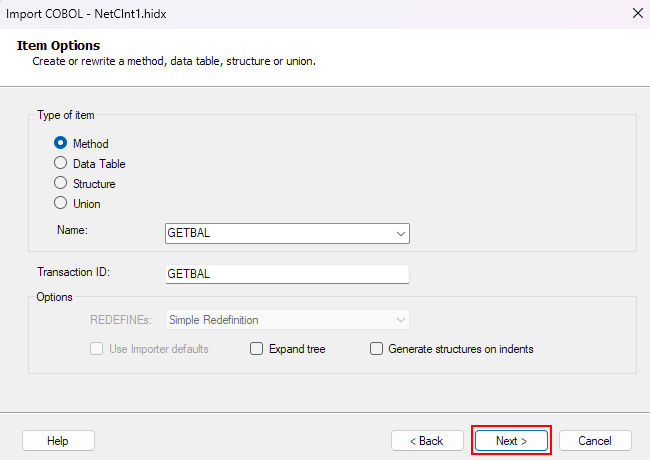 Import COBOL - NetCInt1.hidx
Item Options
Create or rewrite a method, data table, structure or union.
Type of item
Method
Data Table
Structure
Union
Name: GETBAL
Transaction ID: GETBAL
Options
REDEFINEs: Simple Redefinition
Use Importer defaults Expand tree Generate structures on indents
Help < Back Next > Cancel